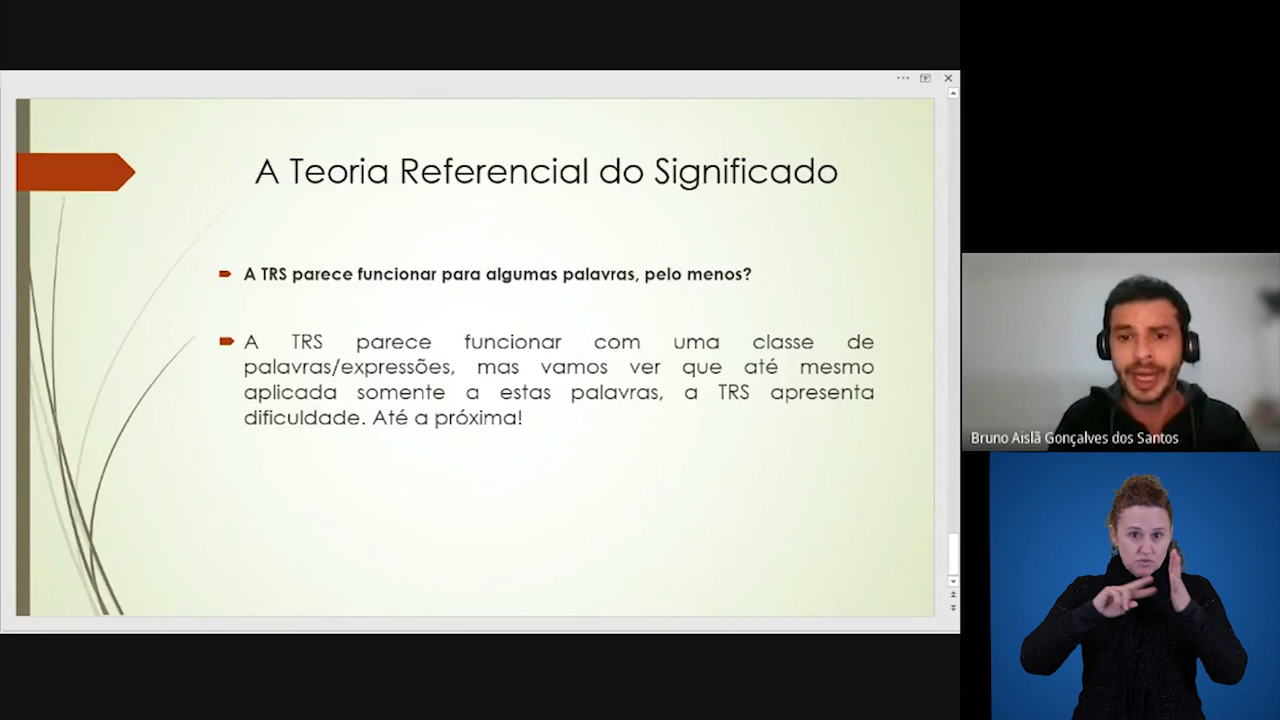 A Teoria Referencial do Significado
A TRS parece funcionar para algumas palavras, pelo menos?
A TRS parece funcionar com uma classe de
palavras/expressões, mas vamos ver que até mesmo
aplicada somente a estas palavras, a TRS apresenta
dificuldade. Até a próxima!
Bruno Aislã Gonçalves dos Santos